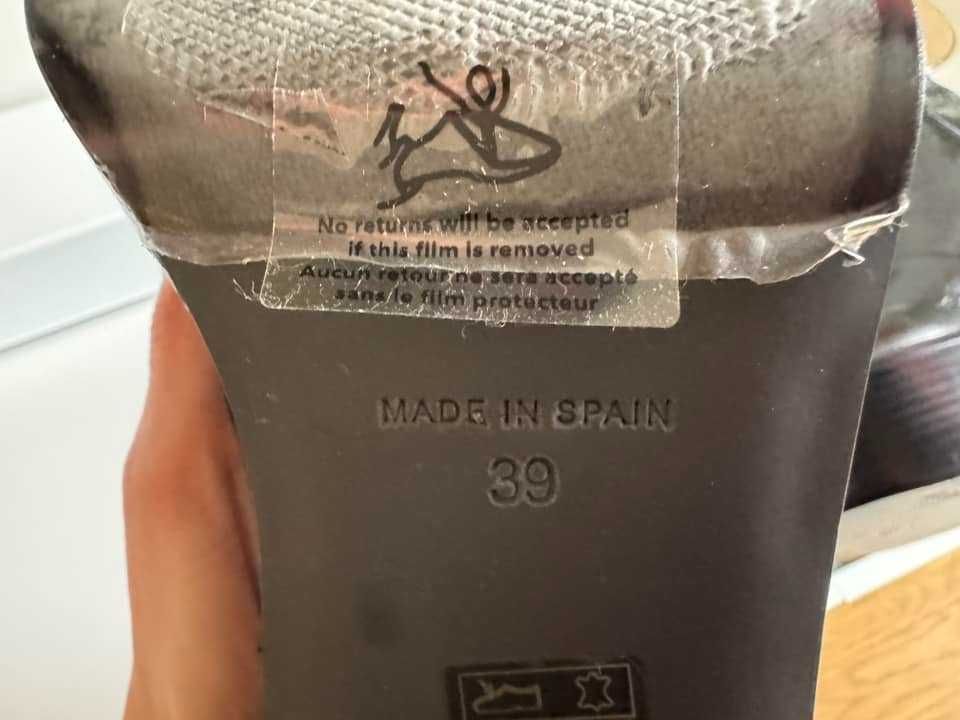 No returns will be accepted
if this film is removed
Aucun retour ne sera accepté
sans le film protecteur
MADE IN SPAIN
39